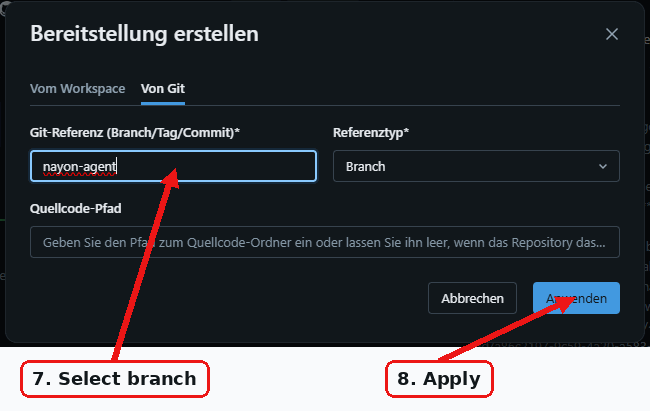 Bereitstellung erstellen
Vom Workspace Von Git
Git-Referenz (Branch/Tag/Commit)* Referenztyp*
nayon-agent Branch
Quellcode-Pfad
Geben Sie den Pfad zum Quellcode-Ordner ein oder lassen Sie ihn leer, wenn das Repository das...
Abbrechen Anwenden
7. Select branch 8. Apply